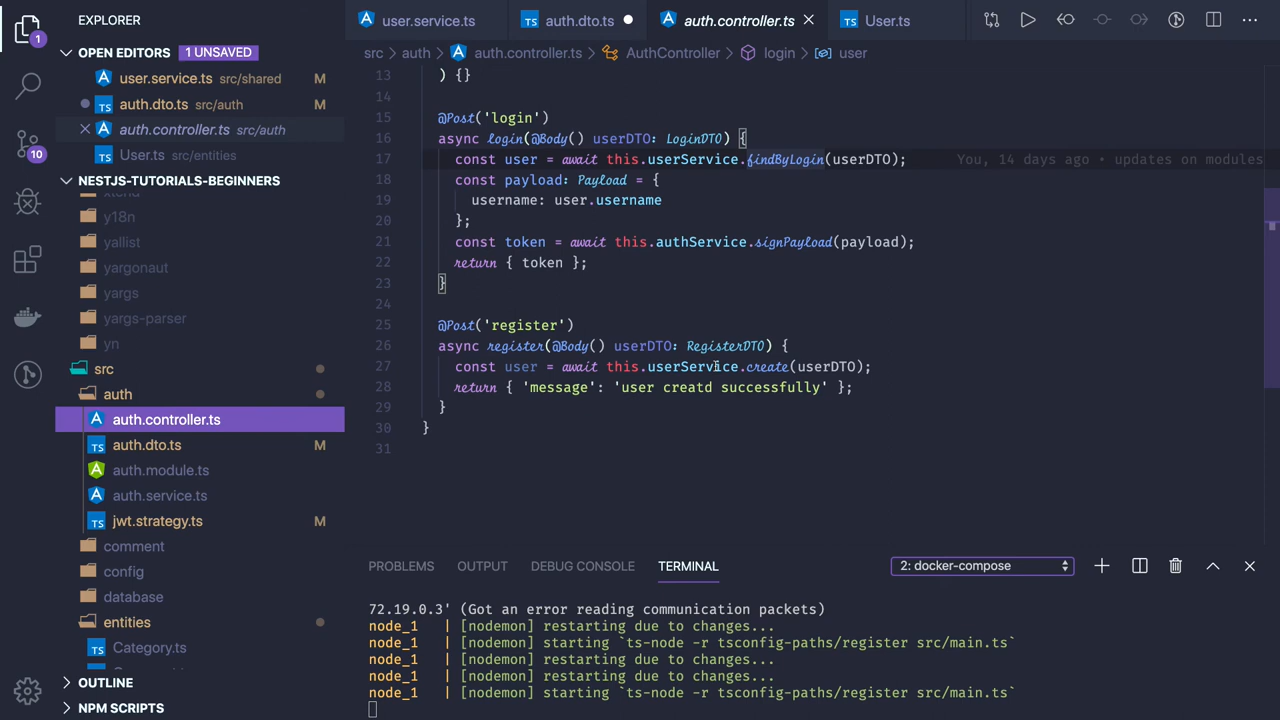 EXPLORER
OPEN EDITORS 1 UNSAVED
user.service.ts src/shared M
auth.dto.ts src/auth M
auth.controller.ts src/auth
User.ts src/entities
NESTJS-TUTORIALS-BEGINNERS
y18n
yallist
yargonaut
yargs
yargs-parser
yn
src
auth
auth.controller.ts
auth.dto.ts M
auth.module.ts
auth.service.ts
jwt.strategy.ts M
comment
config
database
entities
Category.ts
OUTLINE
NPM SCRIPTS
1
10
user.service.ts auth.dto.ts auth.controller.ts User.ts
src auth auth.controller.ts AuthController login user
13 ) {}
14
15 @Post('login')
16 async login(@Body() userDTO: LoginDTO) {
17 const user = await this.userService.findByLogin(userDTO); You, 14 days ago • updates on modules
18 const payload: Payload = {
19 username: user.username
20 };
21 const token = await this.authService.signPayload(payload);
22 return { token };
23 }
24
25 @Post('register')
26 async register(@Body() userDTO: RegisterDTO) {
27 const user = await this.userService.create(userDTO);
28 return { 'message': 'user creatd successfully' };
29 }
30 }
31
PROBLEMS OUTPUT DEBUG CONSOLE TERMINAL 2: docker-compose
72.19.0.3' (Got an error reading communication packets)
node_1 | [nodemon] restarting due to changes...
node_1 | [nodemon] starting `ts-node -r tsconfig-paths/register src/main.ts`
node_1 | [nodemon] restarting due to changes...
node_1 | [nodemon] restarting due to changes...
node_1 | [nodemon] starting `ts-node -r tsconfig-paths/register src/main.ts`